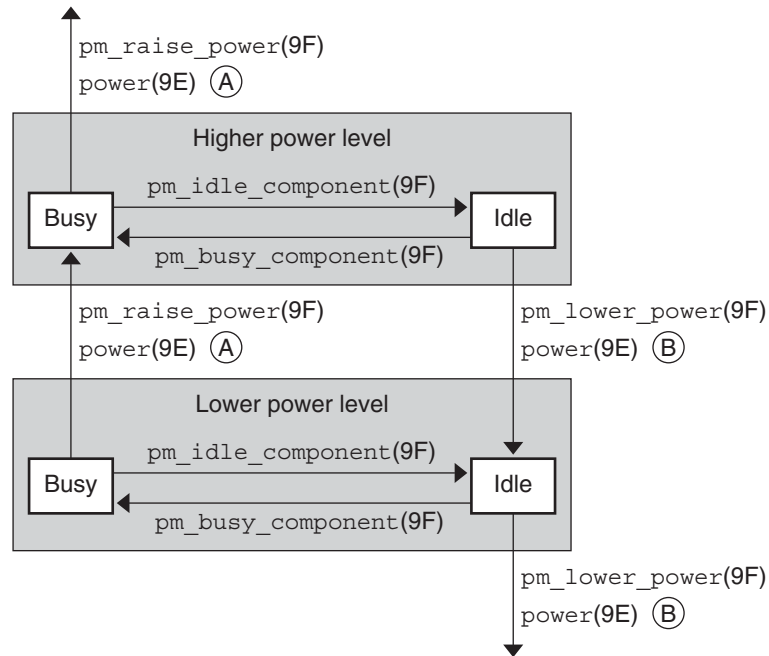 pm_raise_power(9F)
power(9E) A
Higher power level
pm_idle_component(9F)
Busy
Idle
pm_busy_component(9F)
pm_raise_power(9F)
power(9E) A
pm_lower_power(9F)
power(9E) B
Lower power level
pm_idle_component(9F)
Busy
Idle
pm_busy_component(9F)
pm_lower_power(9F)
power(9E) B